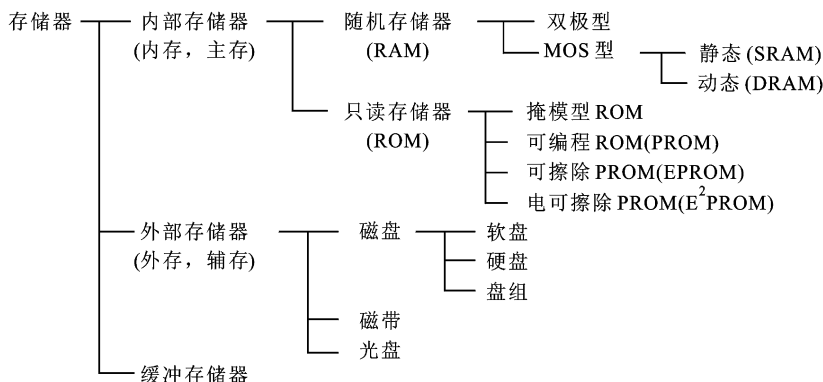 存储器 内部存储器 随机存储器 双极型
(内存，主存) (RAM) MOS 型 静态 (SRAM)
动态 (DRAM)
只读存储器 掩模型 ROM
(ROM) 可编程 ROM(PROM)
可擦除 PROM(EPROM)
电可擦除 PROM(E²PROM)
外部存储器 磁盘 软盘
(外存，辅存) 硬盘
盘组
磁带
光盘
缓冲存储器